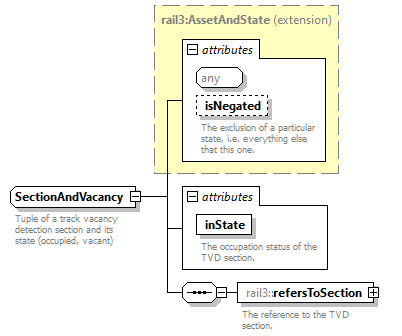 rail3:AssetAndState (extension)
attributes
any
isNegated
The exclusion of a particular
state, i.e. everything else
that this one.
SectionAndVacancy
Tuple of a track vacancy
detection section and its
state (occupied, vacant)
attributes
inState
The occupation status of the
TVD section.
rail3::refersToSection
The reference to the TVD
section.